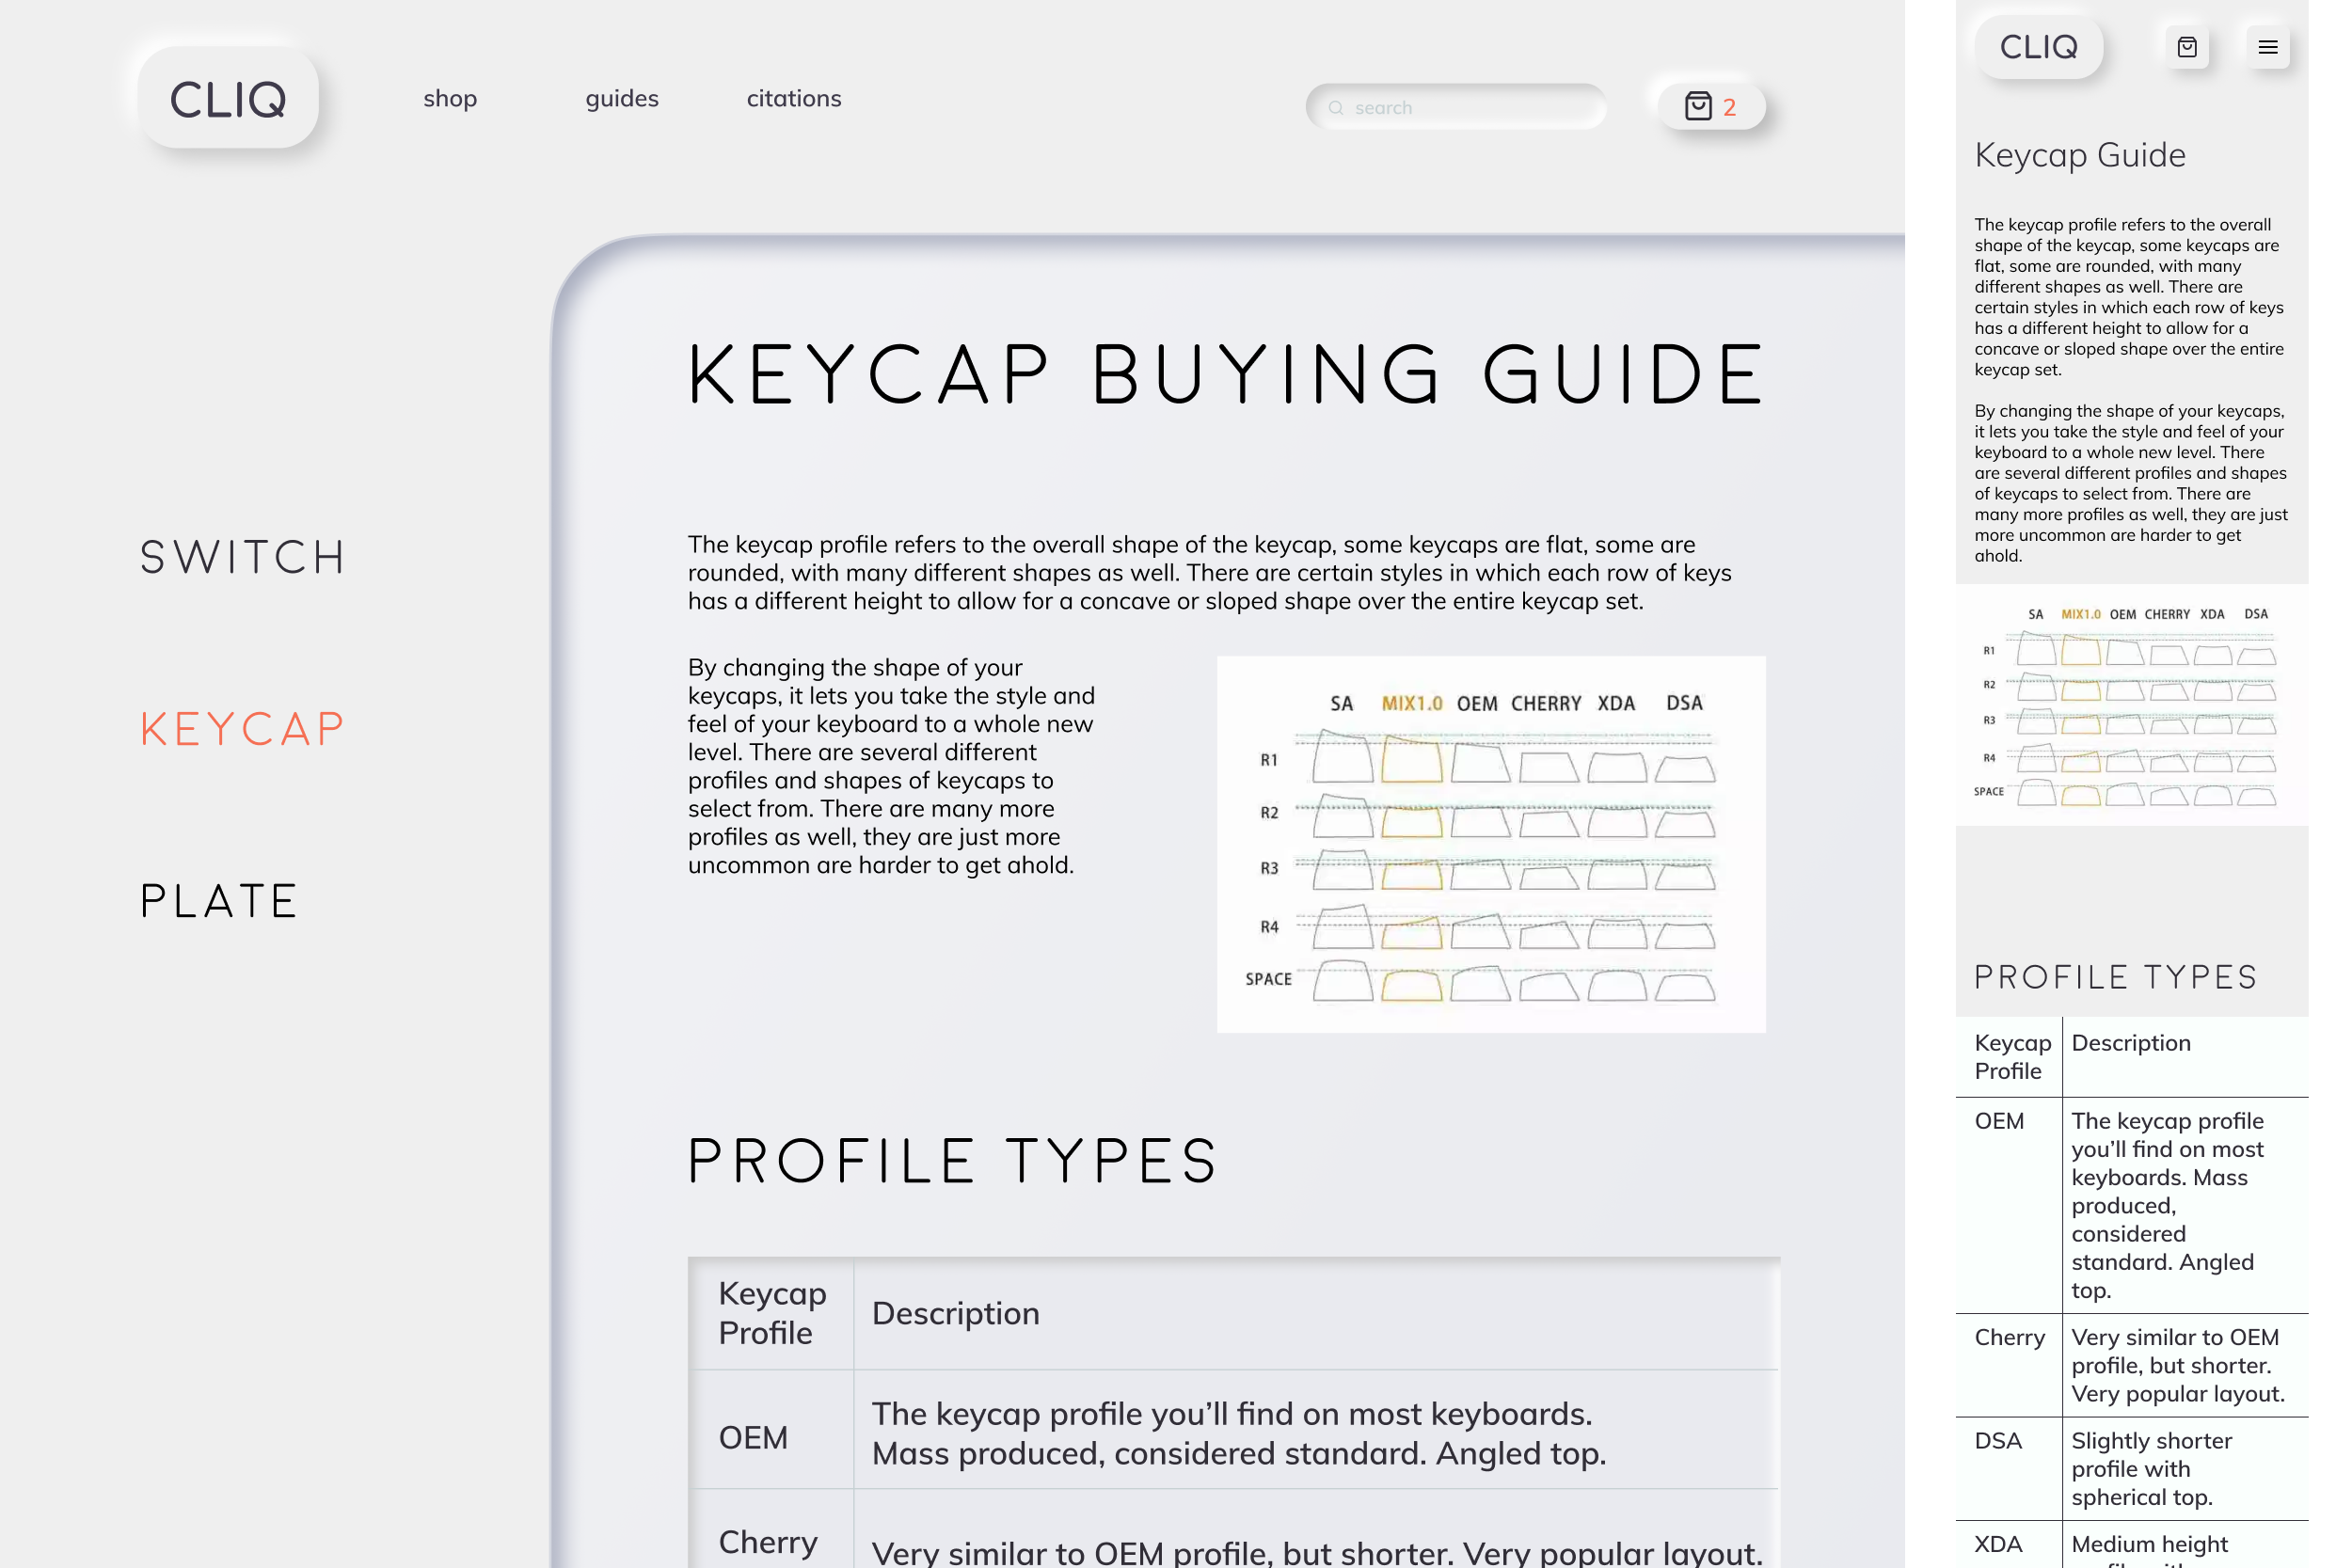 CLIQ
shop
guides
citations
search
2
SWITCH
KEYCAP
PLATE
KEYCAP BUYING GUIDE
The keycap profile refers to the overall shape of the keycap, some keycaps are flat, some are
rounded, with many different shapes as well. There are certain styles in which each row of keys
has a different height to allow for a concave or sloped shape over the entire keycap set.
By changing the shape of your
keycaps, it lets you take the style and
feel of your keyboard to a whole new
level. There are several different
profiles and shapes of keycaps to
select from. There are many more
profiles as well, they are just more
uncommon are harder to get ahold.
SA MIX1.0 OEM CHERRY XDA DSA
R1
R2
R3
R4
SPACE
PROFILE TYPES
Keycap
Profile
Description
OEM
The keycap profile you’ll find on most keyboards.
Mass produced, considered standard. Angled top.
Cherry
Very similar to OEM profile, but shorter. Very popular layout.
CLIQ
Keycap Guide
The keycap profile refers to the overall
shape of the keycap, some keycaps are
flat, some are rounded, with many
different shapes as well. There are
certain styles in which each row of keys
has a different height to allow for a
concave or sloped shape over the entire
keycap set.
By changing the shape of your keycaps,
it lets you take the style and feel of your
keyboard to a whole new level. There
are several different profiles and shapes
of keycaps to select from. There are
many more profiles as well, they are just
more uncommon are harder to get
ahold.
SA MIX1.0 OEM CHERRY XDA DSA
R1
R2
R3
R4
SPACE
PROFILE TYPES
Keycap
Profile
Description
OEM
The keycap profile
you’ll find on most
keyboards. Mass
produced,
considered
standard. Angled
top.
Cherry
Very similar to OEM
profile, but shorter.
Very popular layout.
DSA
Slightly shorter
profile with
spherical top.
XDA
Medium height